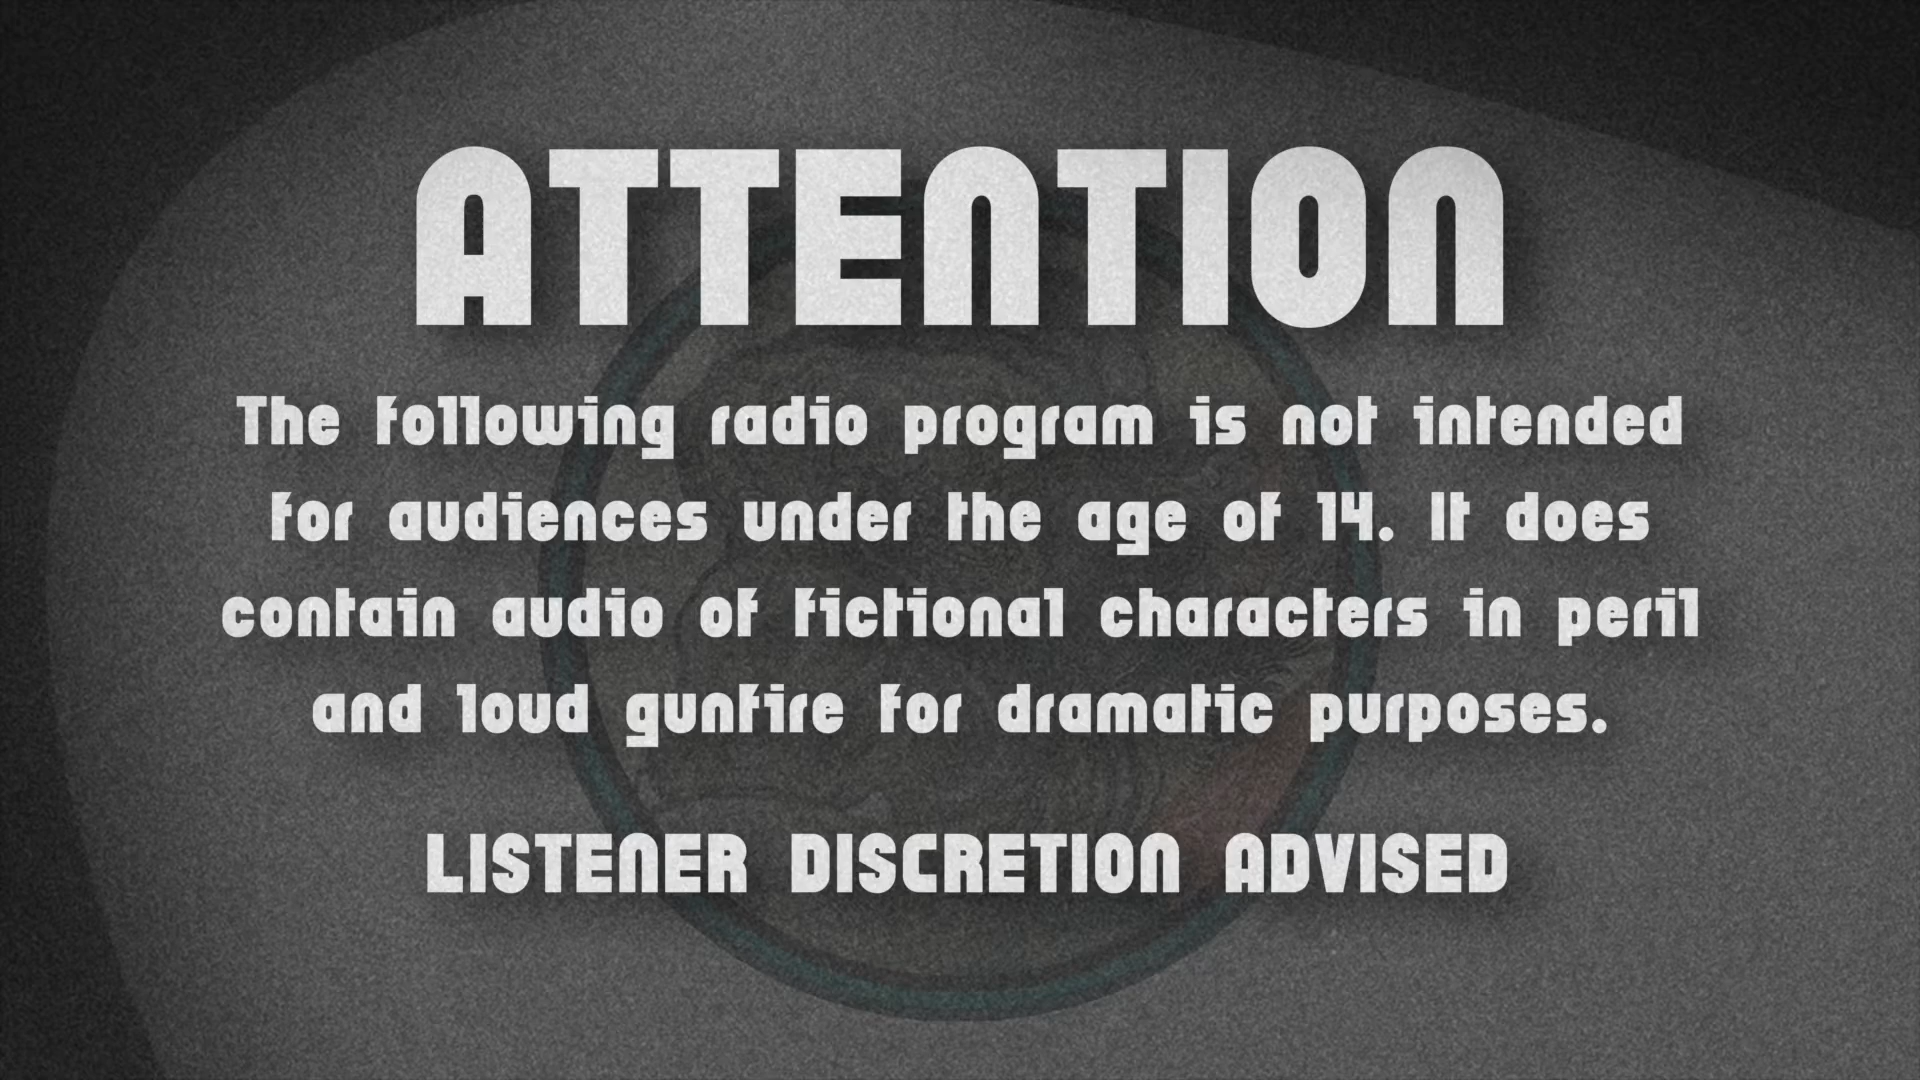 ATTENTION
The following radio program is not intended
for audiences under the age of 14. It does
contain audio of fictional characters in peril
and loud gunfire for dramatic purposes.
LISTENER DISCRETION ADVISED